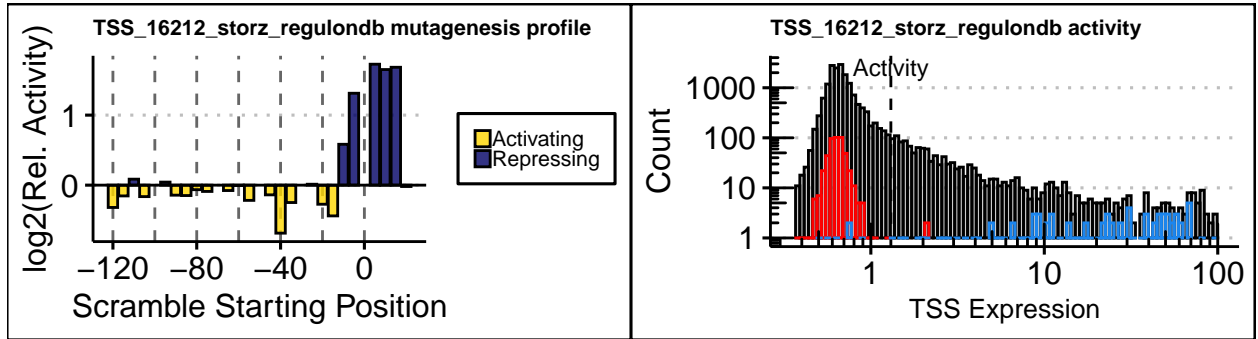 TSS_16212_storz_regulondb mutagenesis profile
log2(Rel. Activity)
1
0
−120
−80
−40
0
Scramble Starting Position
Activating
Repressing
TSS_16212_storz_regulondb activity
Activity
Count
1000
100
10
1
1
10
100
TSS Expression